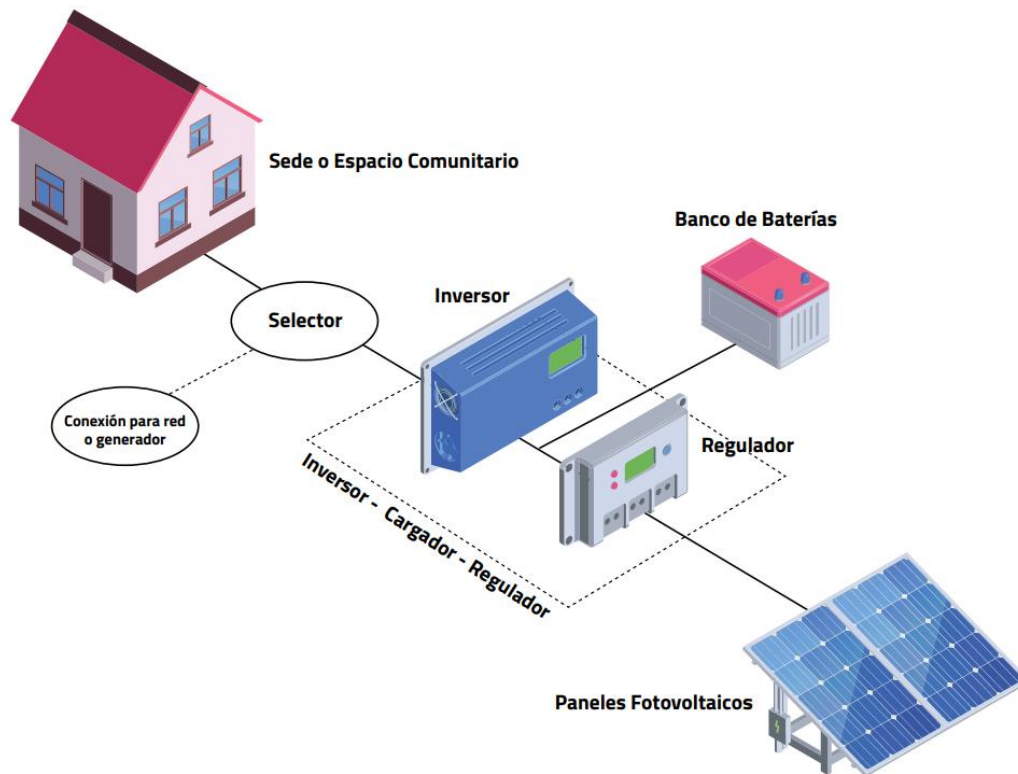 Sede o Espacio Comunitario
Banco de Baterías
Inversor
Selector
Conexión para red
o generador
Regulador
Inversor - Cargador - Regulador
Paneles Fotovoltaicos